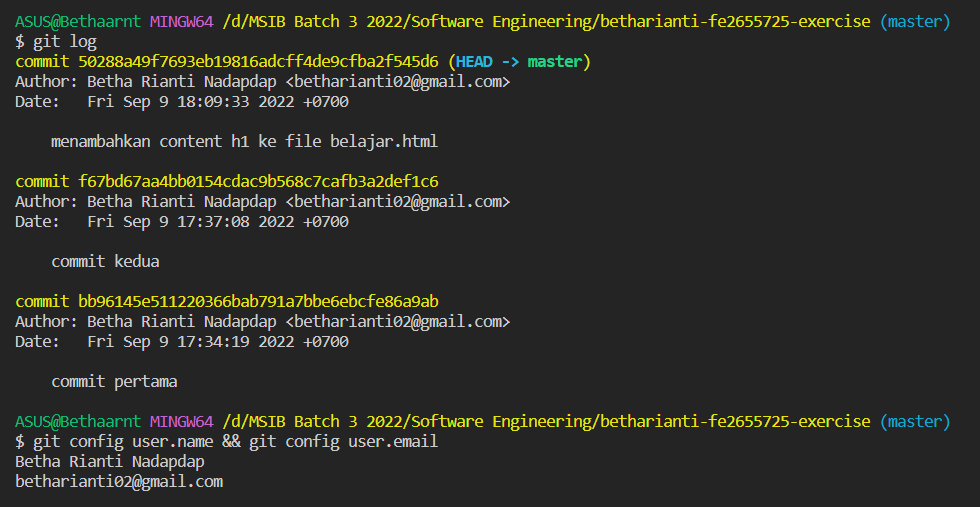 ASUS@Bethaarnt MINGW64 /d/MSIB Batch 3 2022/Software Engineering/betharianti-fe2655725-exercise (master)
$ git log
commit 50288a49f7693eb19816adcff4de9cfba2f545d6 (HEAD -> master)
Author: Betha Rianti Nadapdap <betharianti02@gmail.com>
Date:   Fri Sep 9 18:09:33 2022 +0700
    menambahkan content h1 ke file belajar.html
commit f67bd67aa4bb0154cdac9b568c7cafb3a2def1c6
Author: Betha Rianti Nadapdap <betharianti02@gmail.com>
Date:   Fri Sep 9 17:37:08 2022 +0700
    commit kedua
commit bb96145e511220366bab791a7bbe6ebcfe86a9ab
Author: Betha Rianti Nadapdap <betharianti02@gmail.com>
Date:   Fri Sep 9 17:34:19 2022 +0700
    commit pertama
ASUS@Bethaarnt MINGW64 /d/MSIB Batch 3 2022/Software Engineering/betharianti-fe2655725-exercise (master)
$ git config user.name && git config user.email
Betha Rianti Nadapdap
betharianti02@gmail.com